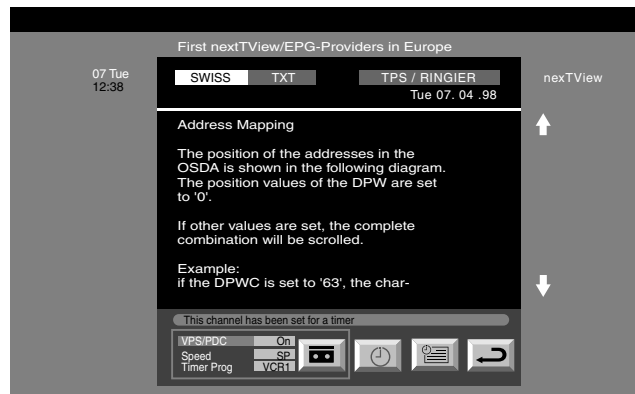 First nextTView/EPG-Providers in Europe
07 Tue
12:38
SWISS TXT TPS / RINGIER
nexTView
Tue 07. 04 .98
Address Mapping
The position of the addresses in the
OSDA is shown in the following diagram.
The position values of the DPW are set
to '0'.
If other values are set, the complete
combination will be scrolled.
Example:
if the DPWC is set to '63', the char-
This channel has been set for a timer
VPS/PDC On
Speed SP
Timer Prog VCR1